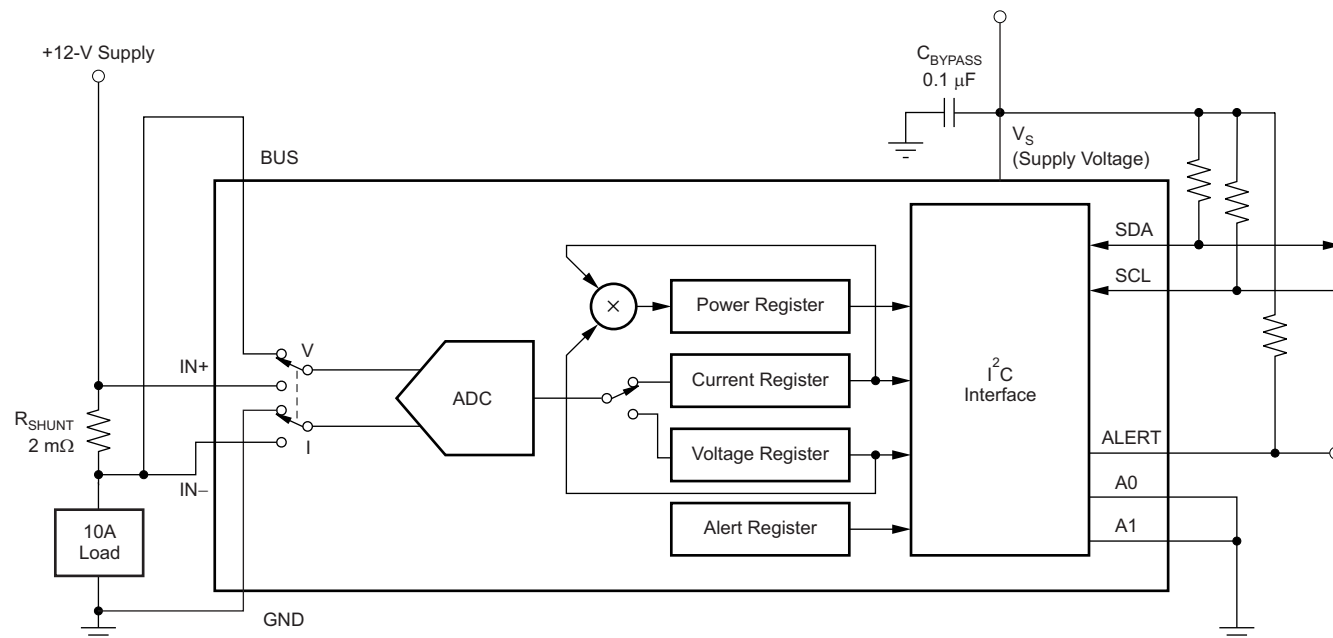 +12-V Supply
C_BYPASS
0.1 μF
V_S
(Supply Voltage)
BUS
SDA
SCL
Power Register
×
V
IN+
ADC
Current Register
I²C
Interface
R_SHUNT
2 mΩ
I
Voltage Register
ALERT
IN–
A0
Alert Register
A1
10A
Load
GND